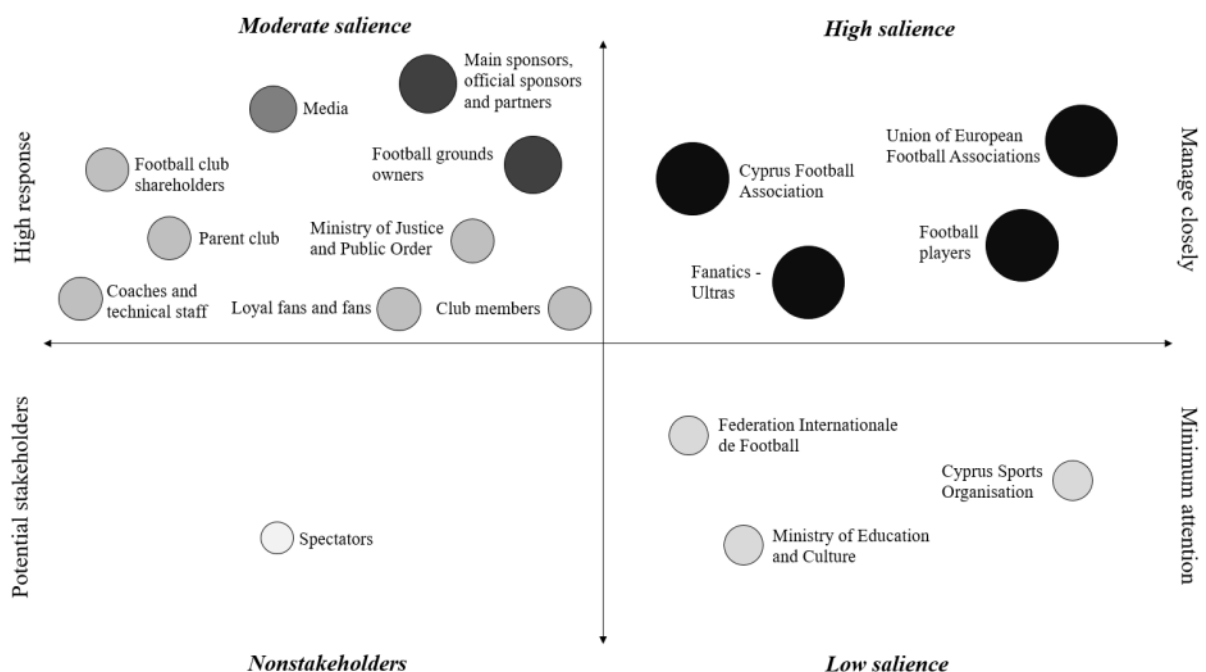 Moderate salience
High salience
Main sponsors,
official sponsors
and partners
Media
Football club
shareholders
Football grounds
owners
Parent club
Ministry of Justice
and Public Order
Coaches and
technical staff
Loyal fans and fans
Club members
High response
Union of European
Football Associations
Cyprus Football
Association
Football
players
Fanatics -
Ultras
Manage closely
Potential stakeholders
Spectators
Federation Internationale
de Football
Cyprus Sports
Organisation
Ministry of Education
and Culture
Minimum attention
Nonstakeholders
Low salience